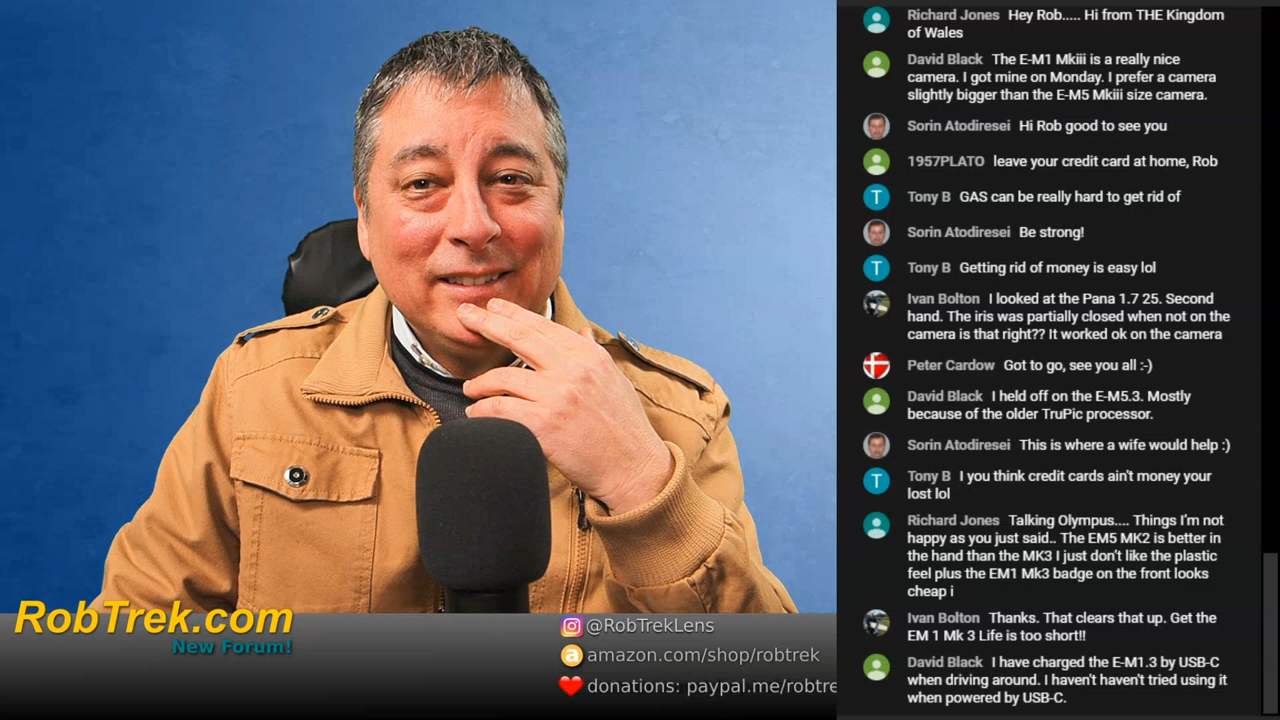 RobTrek.com
New Forum!
@RobTrekLens
a amazon.com/shop/robtrek
donations: paypal.me/robtre
Richard Jones Hey Rob..... Hi from THE Kingdom
of Wales
David Black The E-M1 Mkiii is a really nice
camera. I got mine on Monday. I prefer a camera
slightly bigger than the E-M5 Mkiii size camera.
Sorin Atodiresei Hi Rob good to see you
1957PLATO leave your credit card at home, Rob
T Tony B GAS can be really hard to get rid of
Sorin Atodiresei Be strong!
T Tony B Getting rid of money is easy lol
Ivan Bolton I looked at the Pana 1.7 25. Second
hand. The iris was partially closed when not on the
camera is that right?? It worked ok on the camera
Peter Cardow Got to go, see you all :-)
David Black I held off on the E-M5.3. Mostly
because of the older TruPic processor.
Sorin Atodiresei This is where a wife would help :)
T Tony B I you think credit cards ain't money your
lost lol
Richard Jones Talking Olympus.... Things I'm not
happy as you just said.. The EM5 MK2 is better in
the hand than the MK3 I just don't like the plastic
feel plus the EM1 Mk3 badge on the front looks
cheap i
Ivan Bolton Thanks. That clears that up. Get the
EM 1 Mk 3 Life is too short!!
David Black I have charged the E-M1.3 by USB-C
when driving around. I haven't haven't tried using it
when powered by USB-C.